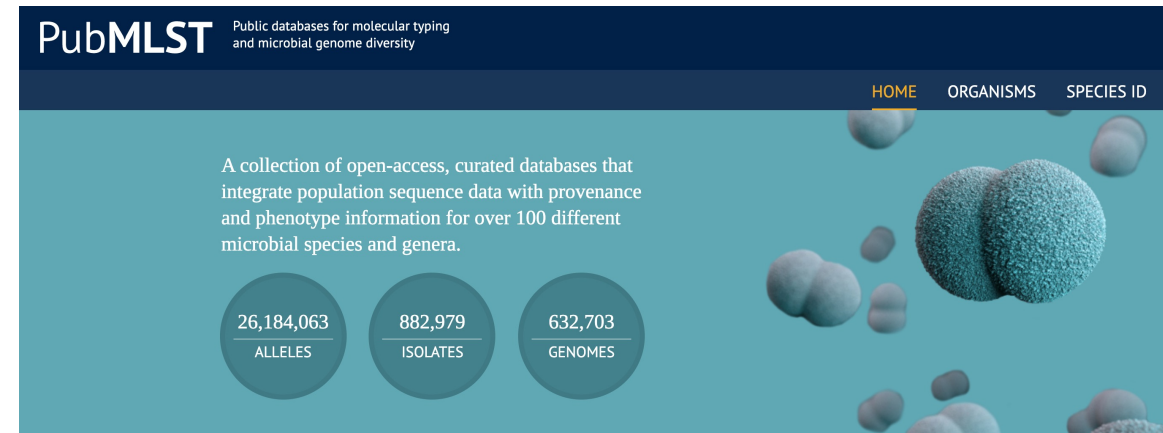 PubMLST
Public databases for molecular typing
and microbial genome diversity
HOME ORGANISMS SPECIES ID
A collection of open-access, curated databases that
integrate population sequence data with provenance
and phenotype information for over 100 different
microbial species and genera.
26,184,063
ALLELES
882,979
ISOLATES
632,703
GENOMES